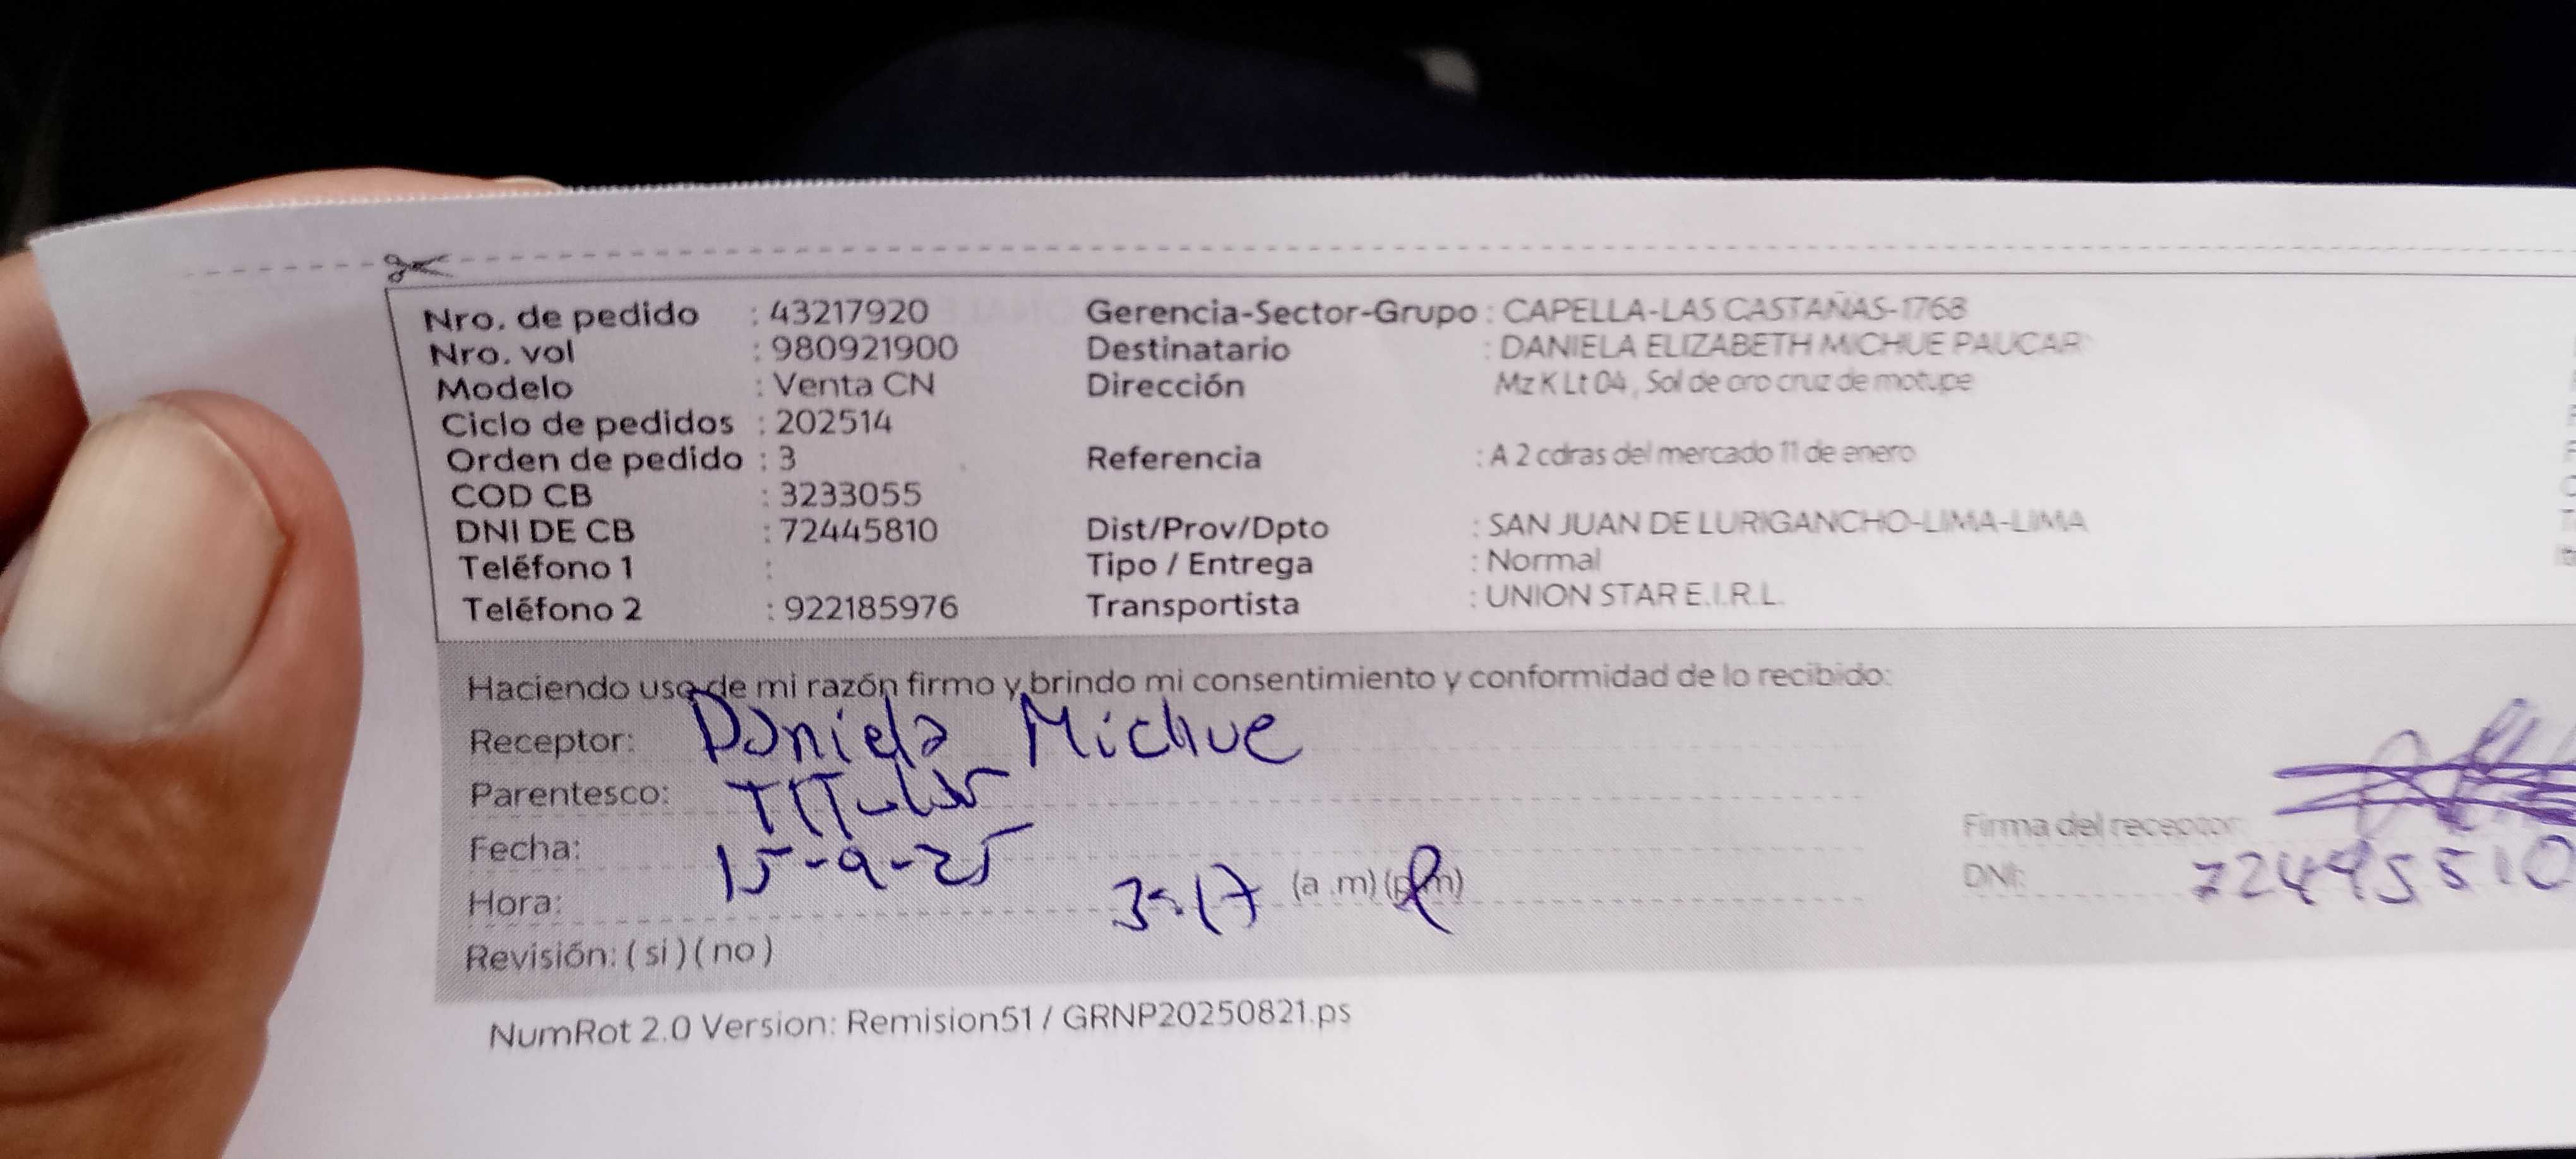 Nro. de pedido : 43217920 Gerencia-Sector-Grupo : CAPELLA-LAS CASTAÑAS-1768
Nro. vol : 980921900 Destinatario : DANIELA ELIZABETH MICHUE PAUCAR
Modelo : Venta CN Dirección Mz K Lt 04 , Sol de oro cruz de motupe
Ciclo de pedidos : 202514
Orden de pedido : 3 Referencia : A 2 cdras del mercado 11 de enero
COD CB : 3233055
DNI DE CB : 72445810 Dist/Prov/Dpto : SAN JUAN DE LURIGANCHO-LIMA-LIMA
Teléfono 1 : Tipo / Entrega : Normal
Teléfono 2 : 922185976 Transportista : UNION STAR E.I.R.L.
Haciendo uso de mi razón firmo y brindo mi consentimiento y conformidad de lo recibido:
Receptor: Daniela Michue
Parentesco: TITular
Fecha: 15-9-25
Firma del receptor:
Hora: 3:17 (a .m) (p.m)
DNI: 72445510
Revisión: ( si ) ( no )
NumRot 2.0 Version: Remision51 / GRNP20250821.ps